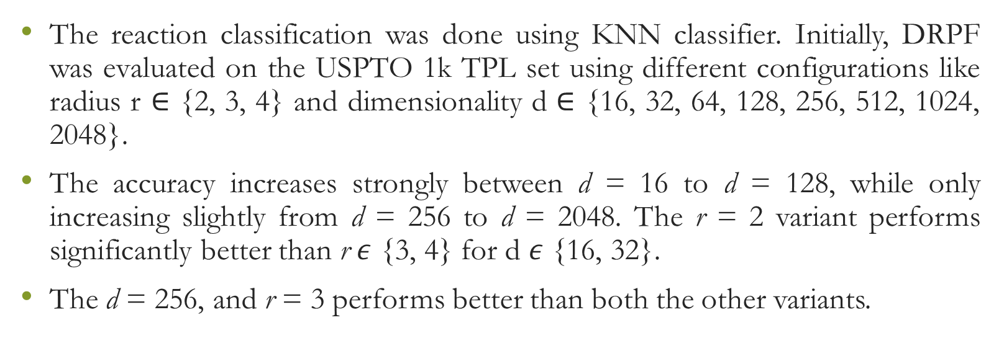 • The reaction classification was done using KNN classifier. Initially, DRPF
was evaluated on the USPTO 1k TPL set using different configurations like
radius r ∈ {2, 3, 4} and dimensionality d ∈ {16, 32, 64, 128, 256, 512, 1024,
2048}.
• The accuracy increases strongly between d = 16 to d = 128, while only
increasing slightly from d = 256 to d = 2048. The r = 2 variant performs
significantly better than r ϵ {3, 4} for d ϵ {16, 32}.
• The d = 256, and r = 3 performs better than both the other variants.